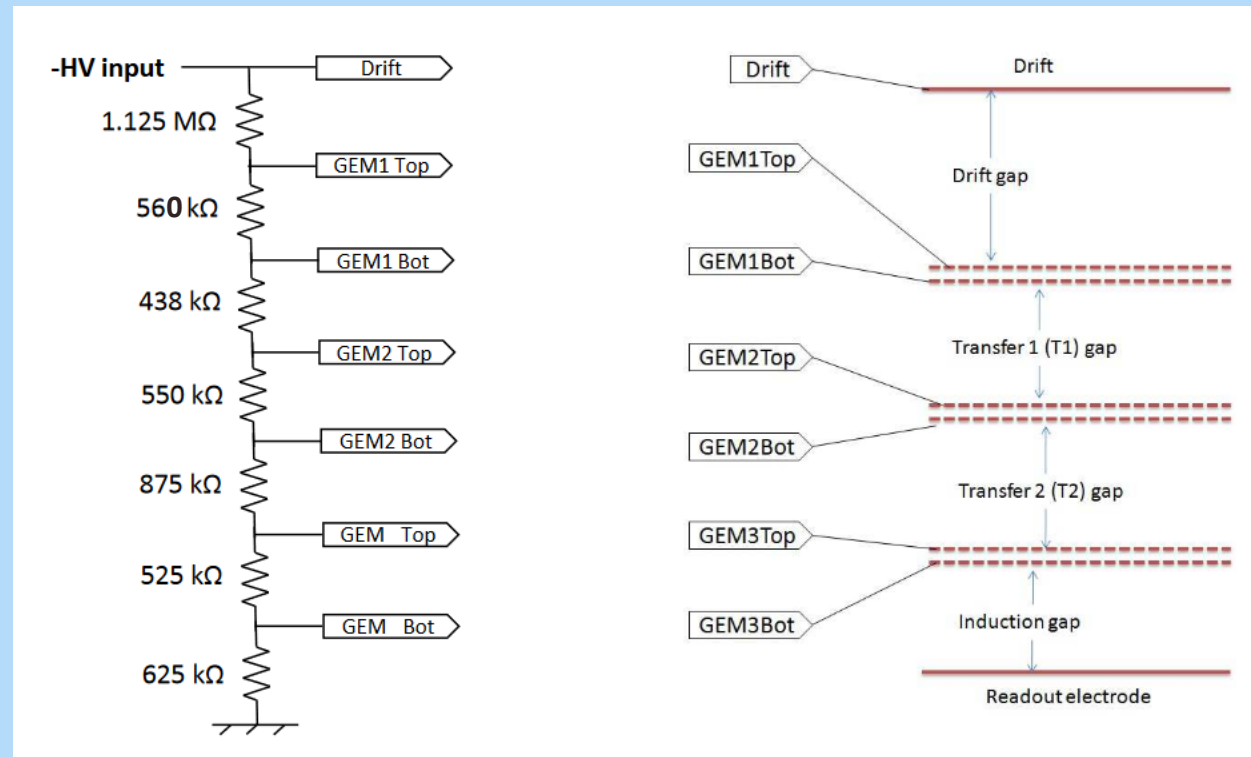 -HV input
Drift
1.125 MΩ
GEM1 Top
560 kΩ
GEM1 Bot
438 kΩ
GEM2 Top
550 kΩ
GEM2 Bot
875 kΩ
GEM Top
525 kΩ
GEM Bot
625 kΩ
Drift
Drift
GEM1Top
Drift gap
GEM1Bot
Transfer 1 (T1) gap
GEM2Top
GEM2Bot
Transfer 2 (T2) gap
GEM3Top
GEM3Bot
Induction gap
Readout electrode